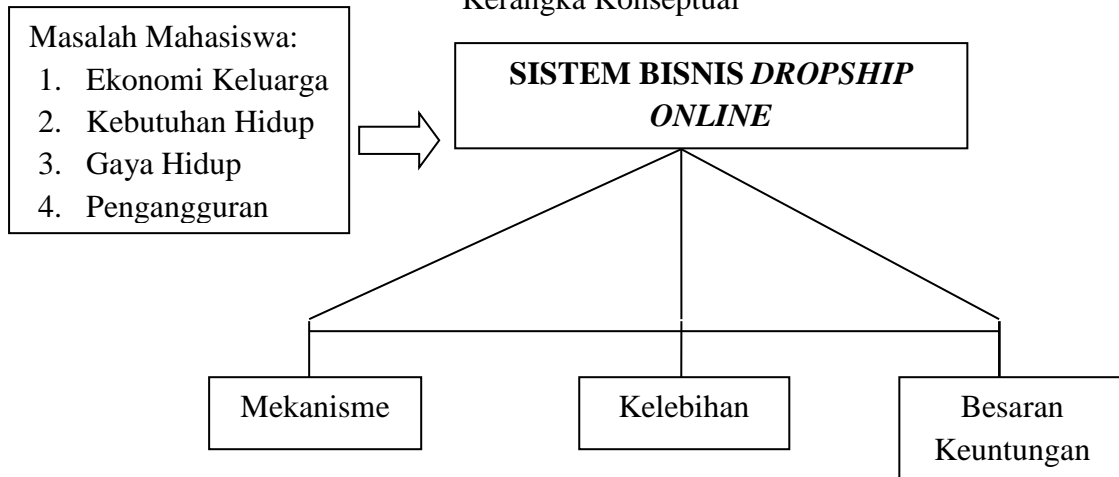 Kerangka Konseptual
Masalah Mahasiswa:
1. Ekonomi Keluarga
2. Kebutuhan Hidup
3. Gaya Hidup
4. Pengangguran
SISTEM BISNIS DROPSHIP
ONLINE
Mekanisme
Kelebihan
Besaran
Keuntungan